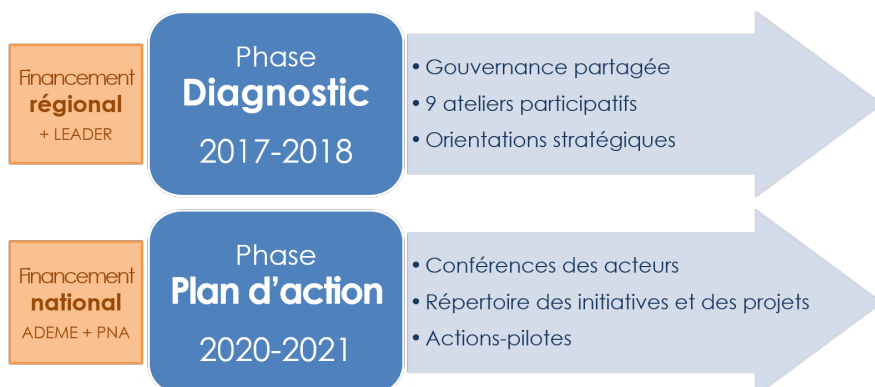 Financement
régional
+ LEADER
Phase
Diagnostic
2017-2018
• Gouvernance partagée
• 9 ateliers participatifs
• Orientations stratégiques
Financement
national
ADEME + PNA
Phase
Plan d'action
2020-2021
• Conférences des acteurs
• Répertoire des initiatives et des projets
• Actions-pilotes